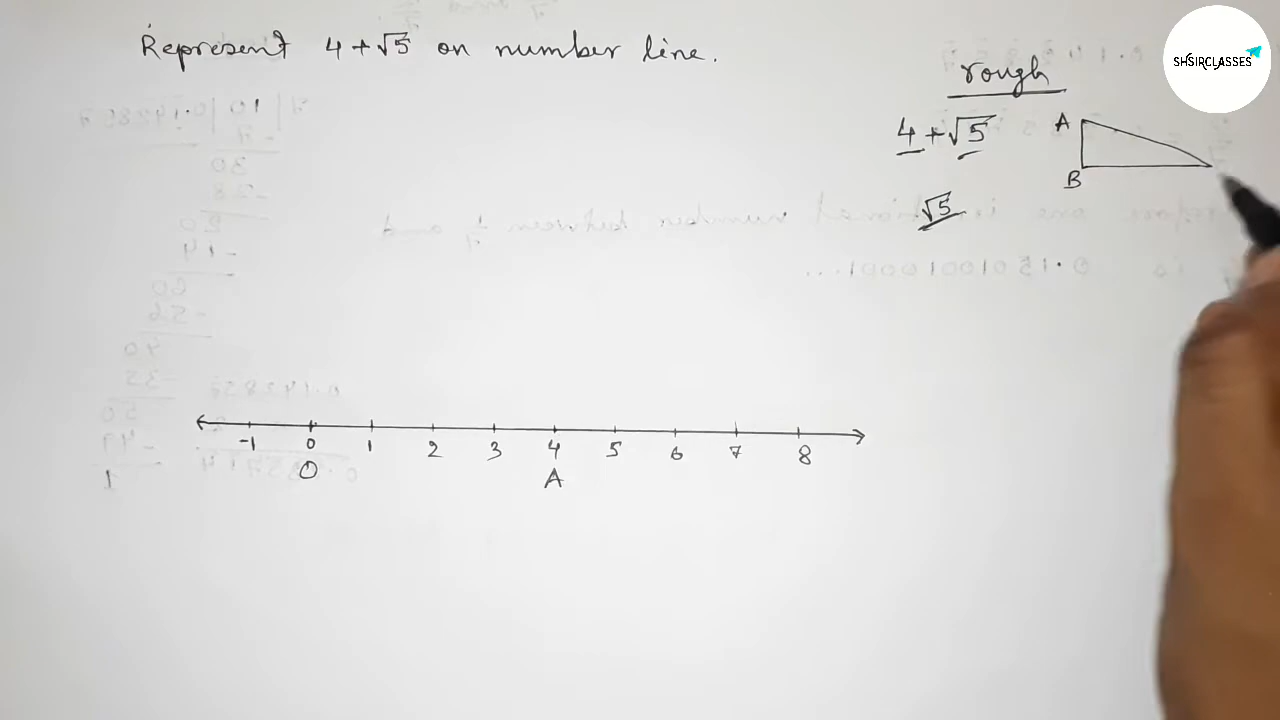 Represent 4 + √5 on number line.
SHSIRCLASSES
rough
4 + √5
A
B
√5
-1 0 1 2 3 4 5 6 7 8
O A